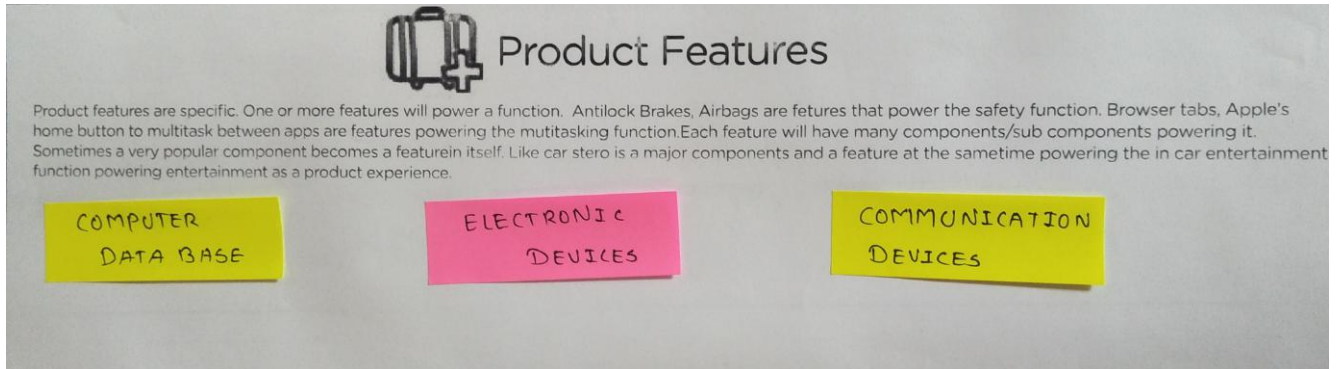 Product Features
Product features are specific. One or more features will power a function. Antilock Brakes, Airbags are fetures that power the safety function. Browser tabs, Apple's
home button to multitask between apps are features powering the mutitasking function.Each feature will have many components/sub components powering it.
Sometimes a very popular component becomes a featurein itself. Like car stero is a major components and a feature at the sametime powering the in car entertainment
function powering entertainment as a product experience.
COMPUTER
DATA BASE
ELECTRONIC
DEVICES
COMMUNICATION
DEVICES